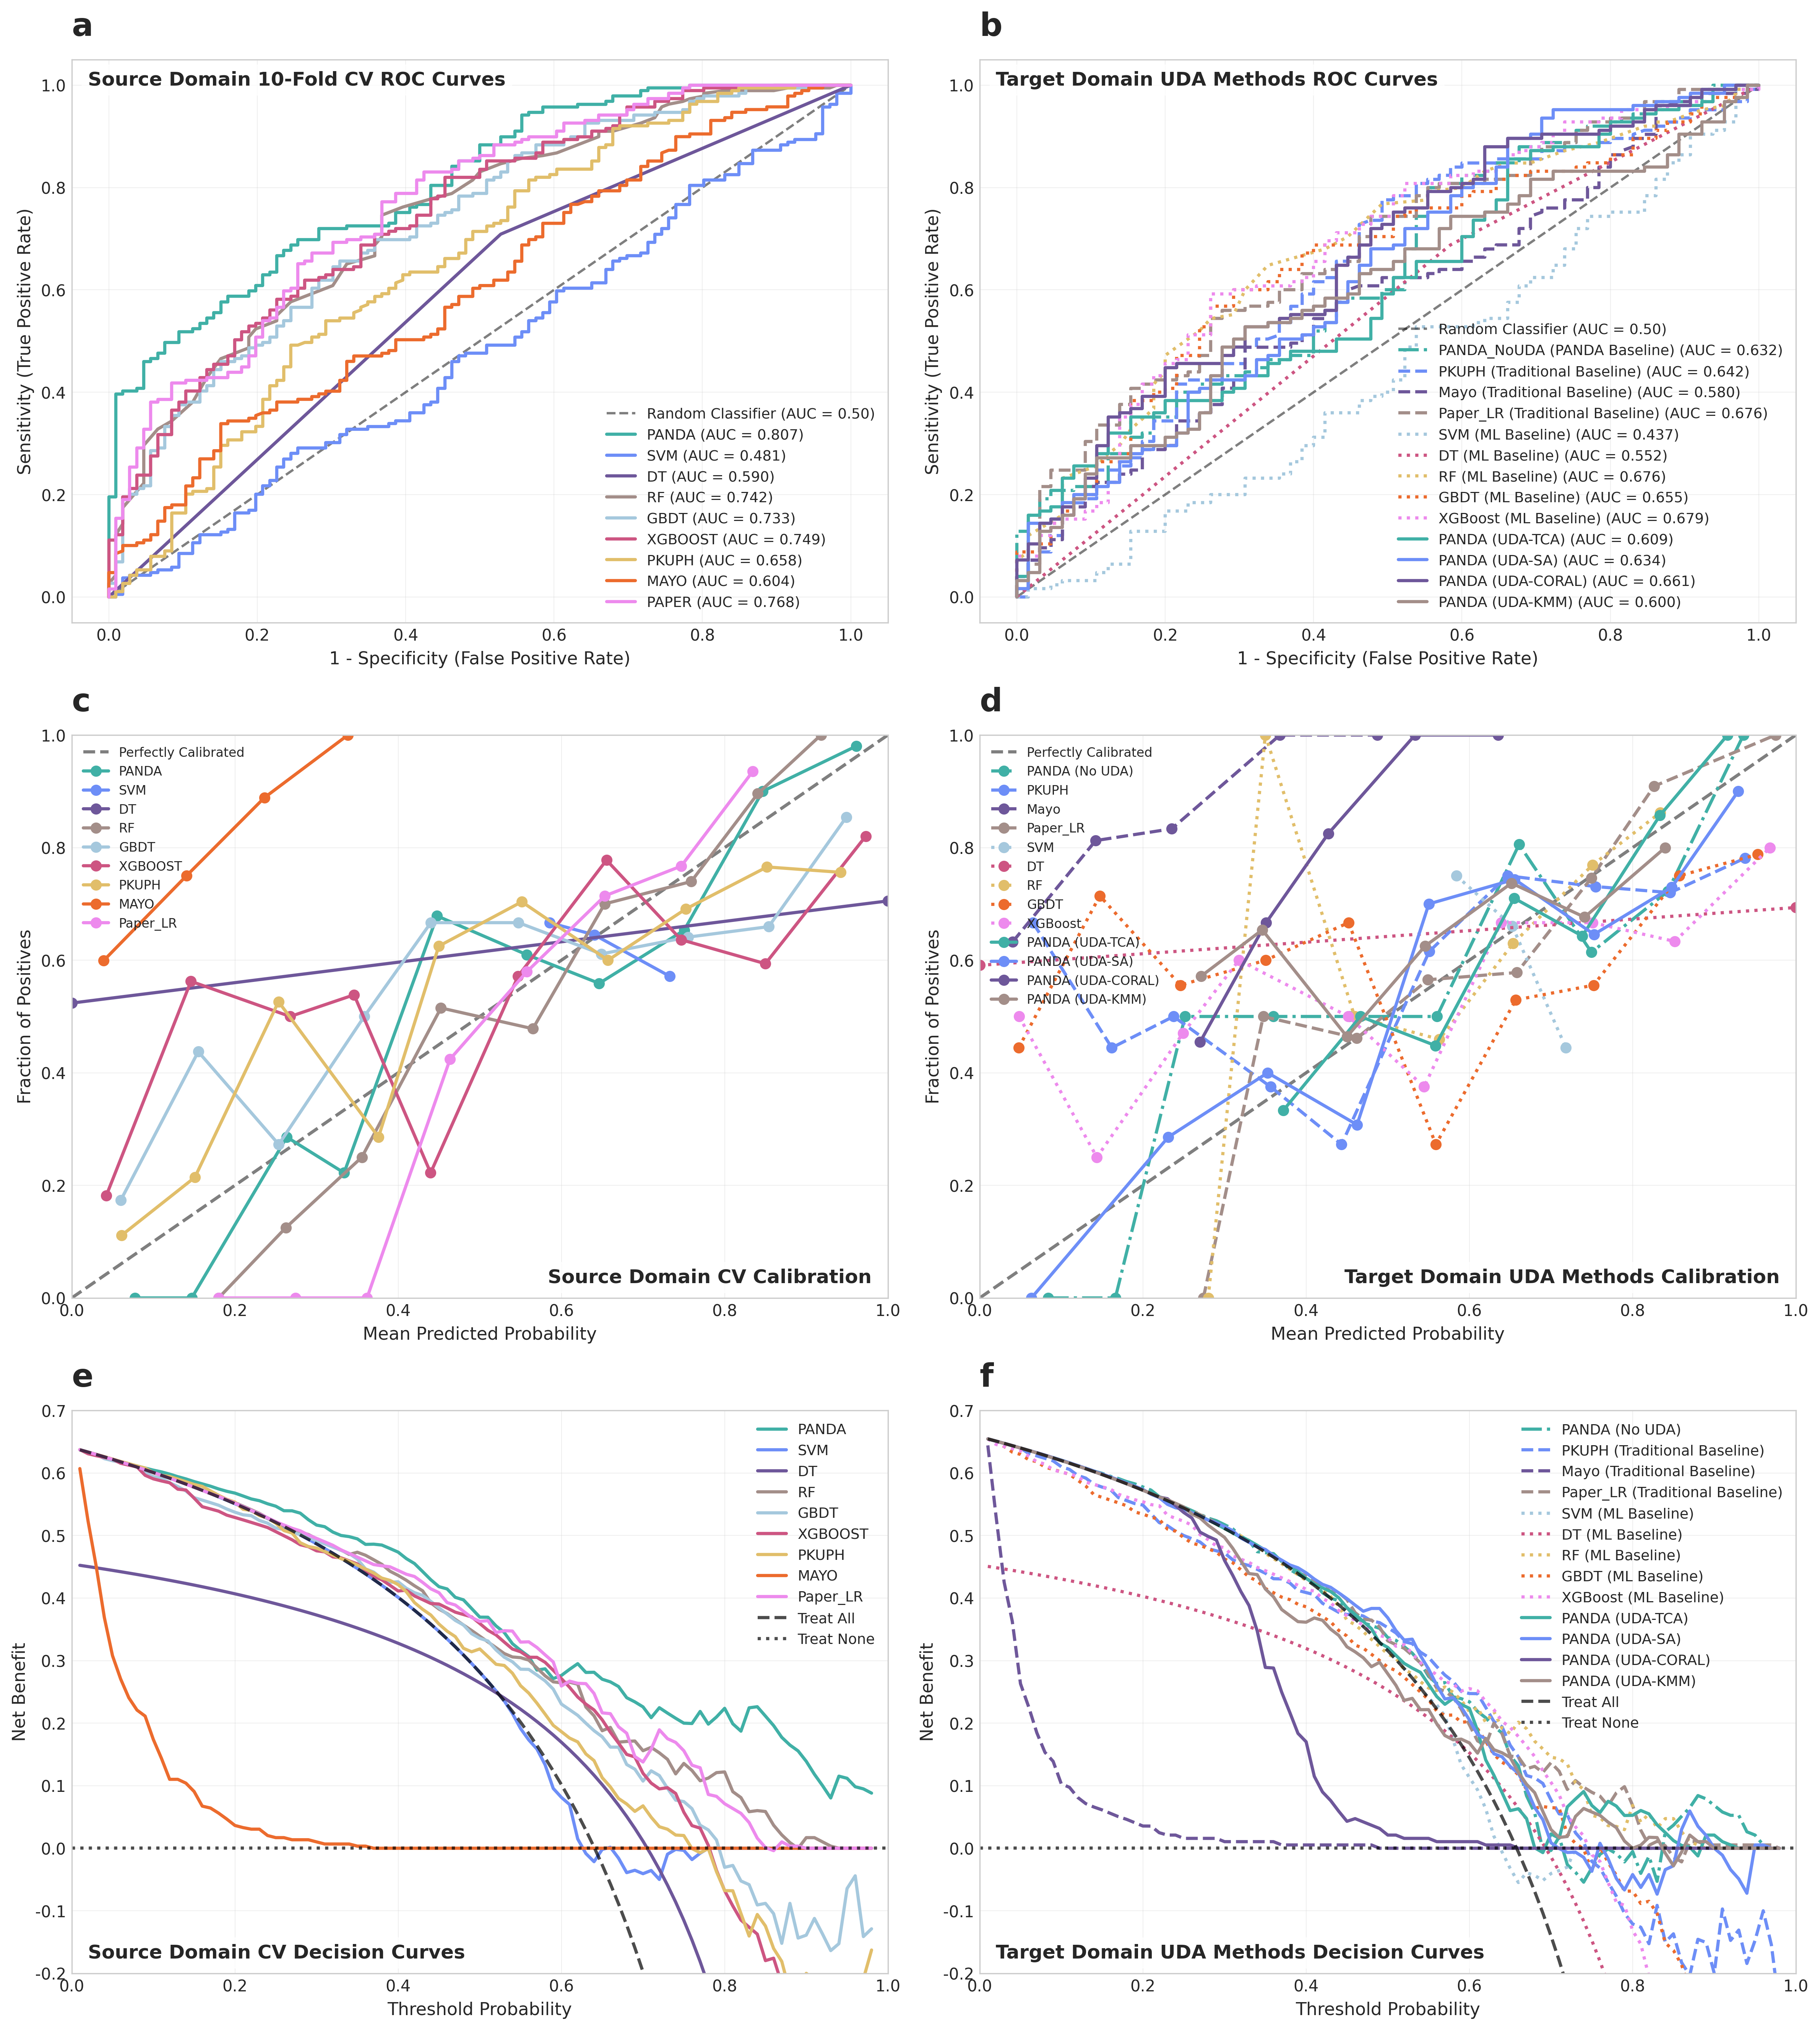 a
Source Domain 10-Fold CV ROC Curves
Sensitivity (True Positive Rate)
1.0
0.8
0.6
0.4
0.2
0.0
Random Classifier (AUC = 0.50)
PANDA (AUC = 0.807)
SVM (AUC = 0.481)
DT (AUC = 0.590)
RF (AUC = 0.742)
GBDT (AUC = 0.733)
XGBOOST (AUC = 0.749)
PKUPH (AUC = 0.658)
MAYO (AUC = 0.604)
PAPER (AUC = 0.768)
0.0 0.2 0.4 0.6 0.8 1.0
1 - Specificity (False Positive Rate)
b
Target Domain UDA Methods ROC Curves
Sensitivity (True Positive Rate)
1.0
0.8
0.6
0.4
0.2
0.0
Random Classifier (AUC = 0.50)
PANDA_NoUDA (PANDA Baseline) (AUC = 0.632)
PKUPH (Traditional Baseline) (AUC = 0.642)
Mayo (Traditional Baseline) (AUC = 0.580)
Paper_LR (Traditional Baseline) (AUC = 0.676)
SVM (ML Baseline) (AUC = 0.437)
DT (ML Baseline) (AUC = 0.552)
RF (ML Baseline) (AUC = 0.676)
GBDT (ML Baseline) (AUC = 0.655)
XGBoost (ML Baseline) (AUC = 0.679)
PANDA (UDA-TCA) (AUC = 0.609)
PANDA (UDA-SA) (AUC = 0.634)
PANDA (UDA-CORAL) (AUC = 0.661)
PANDA (UDA-KMM) (AUC = 0.600)
0.0 0.2 0.4 0.6 0.8 1.0
1 - Specificity (False Positive Rate)
c
Fraction of Positives
1.0
0.8
0.6
0.4
0.2
0.0
Perfectly Calibrated
PANDA
SVM
DT
RF
GBDT
XGBOOST
PKUPH
MAYO
Paper_LR
Source Domain CV Calibration
0.0 0.2 0.4 0.6 0.8 1.0
Mean Predicted Probability
d
Fraction of Positives
1.0
0.8
0.6
0.4
0.2
0.0
Perfectly Calibrated
PANDA (No UDA)
PKUPH
Mayo
Paper_LR
SVM
DT
RF
GBDT
XGBoost
PANDA (UDA-TCA)
PANDA (UDA-SA)
PANDA (UDA-CORAL)
PANDA (UDA-KMM)
Target Domain UDA Methods Calibration
0.0 0.2 0.4 0.6 0.8 1.0
Mean Predicted Probability
e
Net Benefit
0.7
0.6
0.5
0.4
0.3
0.2
0.1
0.0
-0.1
-0.2
PANDA
SVM
DT
RF
GBDT
XGBOOST
PKUPH
MAYO
Paper_LR
Treat All
Treat None
Source Domain CV Decision Curves
0.0 0.2 0.4 0.6 0.8 1.0
Threshold Probability
f
Net Benefit
0.7
0.6
0.5
0.4
0.3
0.2
0.1
0.0
-0.1
-0.2
PANDA (No UDA)
PKUPH (Traditional Baseline)
Mayo (Traditional Baseline)
Paper_LR (Traditional Baseline)
SVM (ML Baseline)
DT (ML Baseline)
RF (ML Baseline)
GBDT (ML Baseline)
XGBoost (ML Baseline)
PANDA (UDA-TCA)
PANDA (UDA-SA)
PANDA (UDA-CORAL)
PANDA (UDA-KMM)
Treat All
Treat None
Target Domain UDA Methods Decision Curves
0.0 0.2 0.4 0.6 0.8 1.0
Threshold Probability